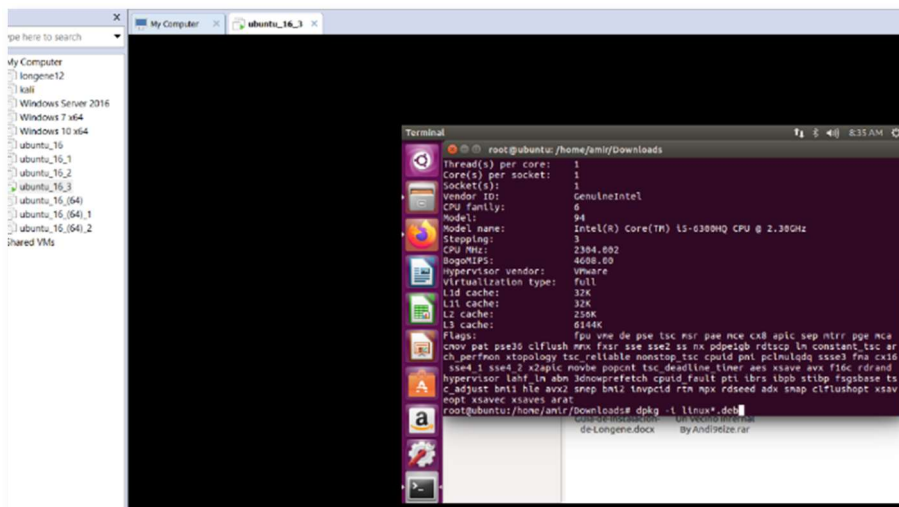 My Computer
ubuntu_16_3
ype here to search
My Computer
longene12
kali
Windows Server 2016
Windows 7 x64
Windows 10 x64
ubuntu_16
ubuntu_16_1
ubuntu_16_2
ubuntu_16_3
ubuntu_16_(64)
ubuntu_16_(64)_1
ubuntu_16_(64)_2
Shared VMs
Terminal
8:35 AM
root@ubuntu: /home/amir/Downloads
Thread(s) per core: 1
Core(s) per socket: 1
Socket(s): 1
Vendor ID: GenuineIntel
CPU family: 6
Model: 94
Model name: Intel(R) Core(TM) i5-6300HQ CPU @ 2.30GHz
Stepping: 3
CPU MHz: 2304.002
BogoMIPS: 4608.00
Hypervisor vendor: VMware
Virtualization type: full
L1d cache: 32K
L1i cache: 32K
L2 cache: 256K
L3 cache: 6144K
Flags: fpu vme de pse tsc msr pae mce cx8 apic sep mtrr pge mca
cmov pat pse36 clflush mmx fxsr sse sse2 ss nx pdpe1gb rdtscp lm constant_tsc ar
ch_perfmon xtopology tsc_reliable nonstop_tsc cpuid pni pclmulqdq ssse3 fma cx16
sse4_1 sse4_2 x2apic movbe popcnt tsc_deadline_timer aes xsave avx f16c rdrand
hypervisor lahf_lm abm 3dnowprefetch cpuid_fault pti ibrs ibpb stibp fsgsbase ts
c_adjust bmi1 hle avx2 smep bmi2 invpcid rtm mpx rdseed adx smap clflushopt xsav
eopt xsavec xsaves arat
root@ubuntu:/home/amir/Downloads# dpkg -i linux*.deb
de-Longene.docx
By Andi9eize.rar